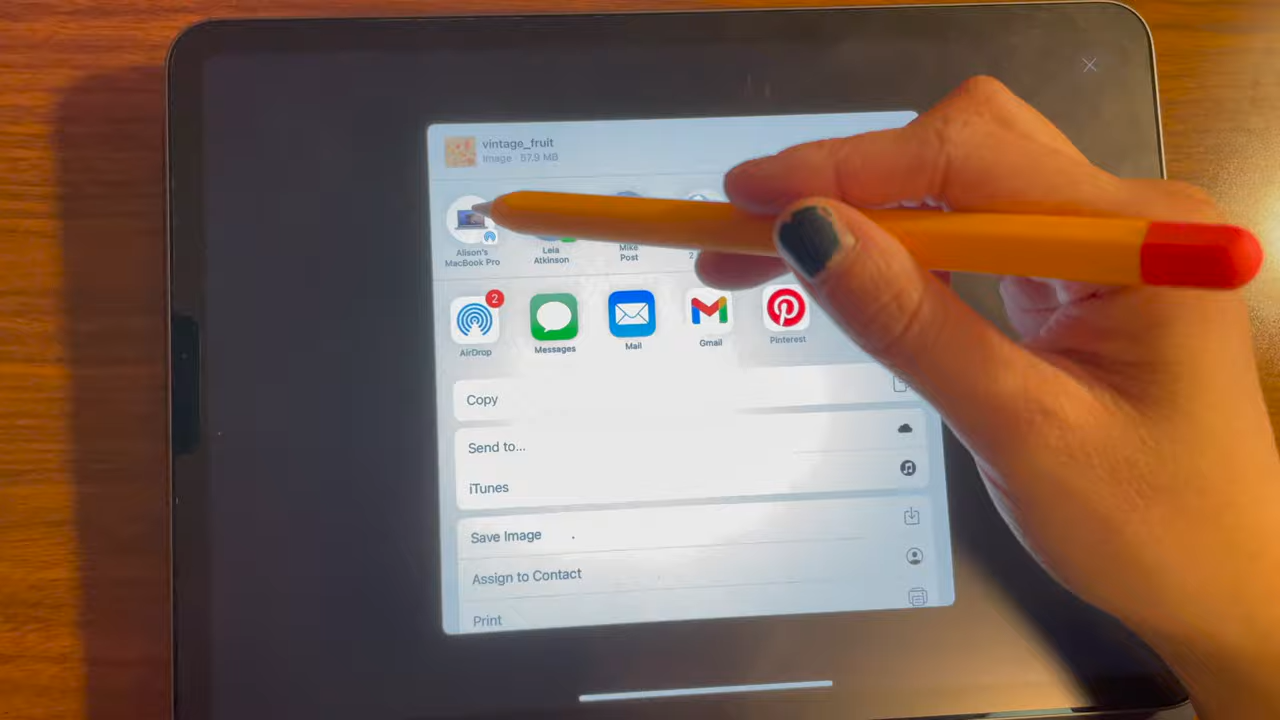 vintage_fruit
Image · 57.9 MB
Alison's
MacBook Pro
Leia
Atkinson
Mike
Post
2
2
AirDrop
Messages
Mail
Gmail
Pinterest
Copy
Send to...
iTunes
Save Image
Assign to Contact
Print